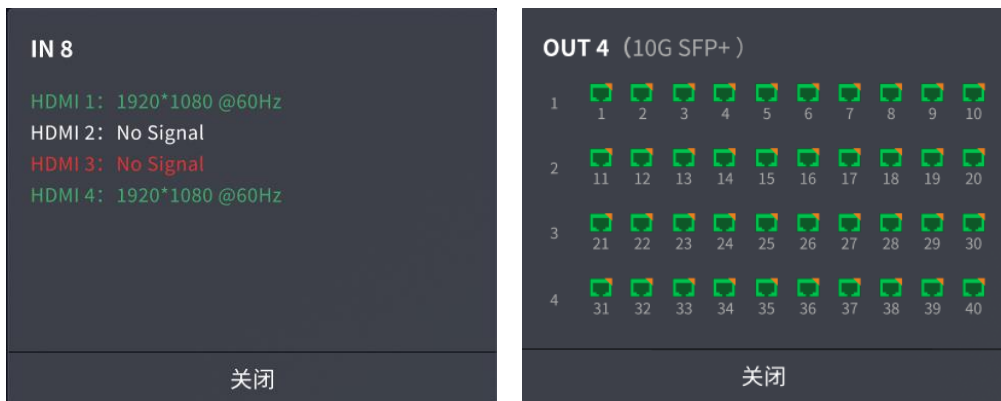 IN 8
HDMI 1： 1920*1080 @60Hz
HDMI 2： No Signal
HDMI 3： No Signal
HDMI 4： 1920*1080 @60Hz
关闭
OUT 4（10G SFP+ ）
1
1 2 3 4 5 6 7 8 9 10
2
11 12 13 14 15 16 17 18 19 20
3
21 22 23 24 25 26 27 28 29 30
4
31 32 33 34 35 36 37 38 39 40
关闭